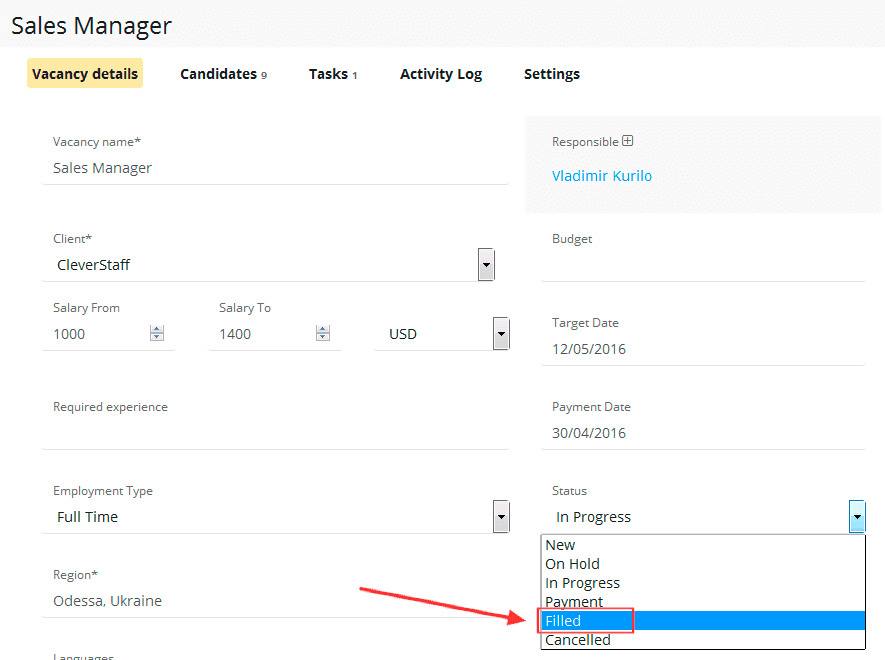 Sales Manager
Vacancy details Candidates 9 Tasks 1 Activity Log Settings
Vacancy name*
Sales Manager
Responsible
Vladimir Kurilo
Client*
CleverStaff
Budget
Salary From Salary To
1000 1400 USD
Target Date
12/05/2016
Required experience
Payment Date
30/04/2016
Employment Type
Full Time
Status
In Progress
New
On Hold
In Progress
Payment
Filled
Cancelled
Region*
Odessa, Ukraine
Languages